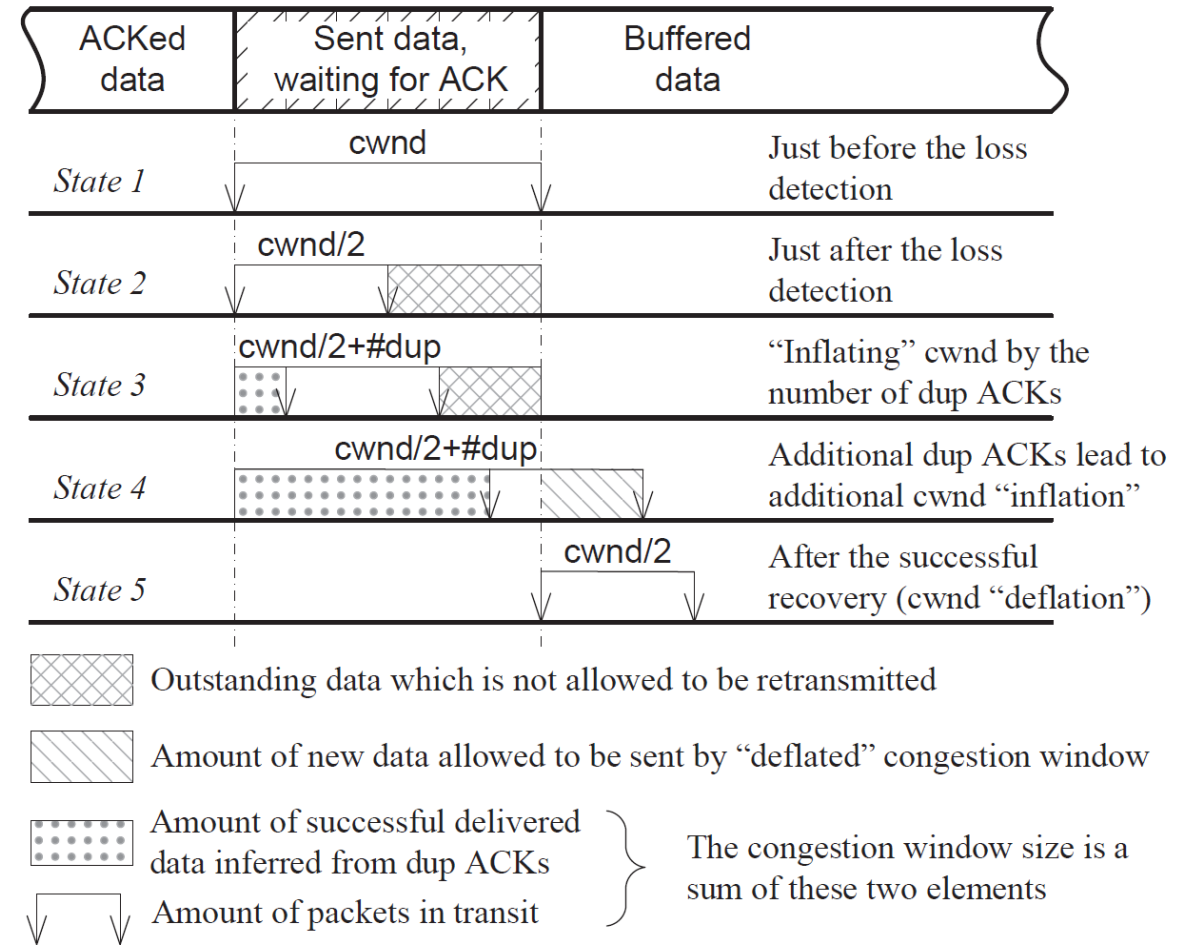 ACKed
data
Sent data,
waiting for ACK
Buffered
data
State 1
cwnd
Just before the loss
detection
State 2
cwnd/2
Just after the loss
detection
State 3
cwnd/2+#dup
“Inflating” cwnd by the
number of dup ACKs
State 4
cwnd/2+#dup
Additional dup ACKs lead to
additional cwnd “inflation”
State 5
cwnd/2
After the successful
recovery (cwnd “deflation”)
Outstanding data which is not allowed to be retransmitted
Amount of new data allowed to be sent by “deflated” congestion window
Amount of successful delivered
data inferred from dup ACKs
Amount of packets in transit
The congestion window size is a
sum of these two elements